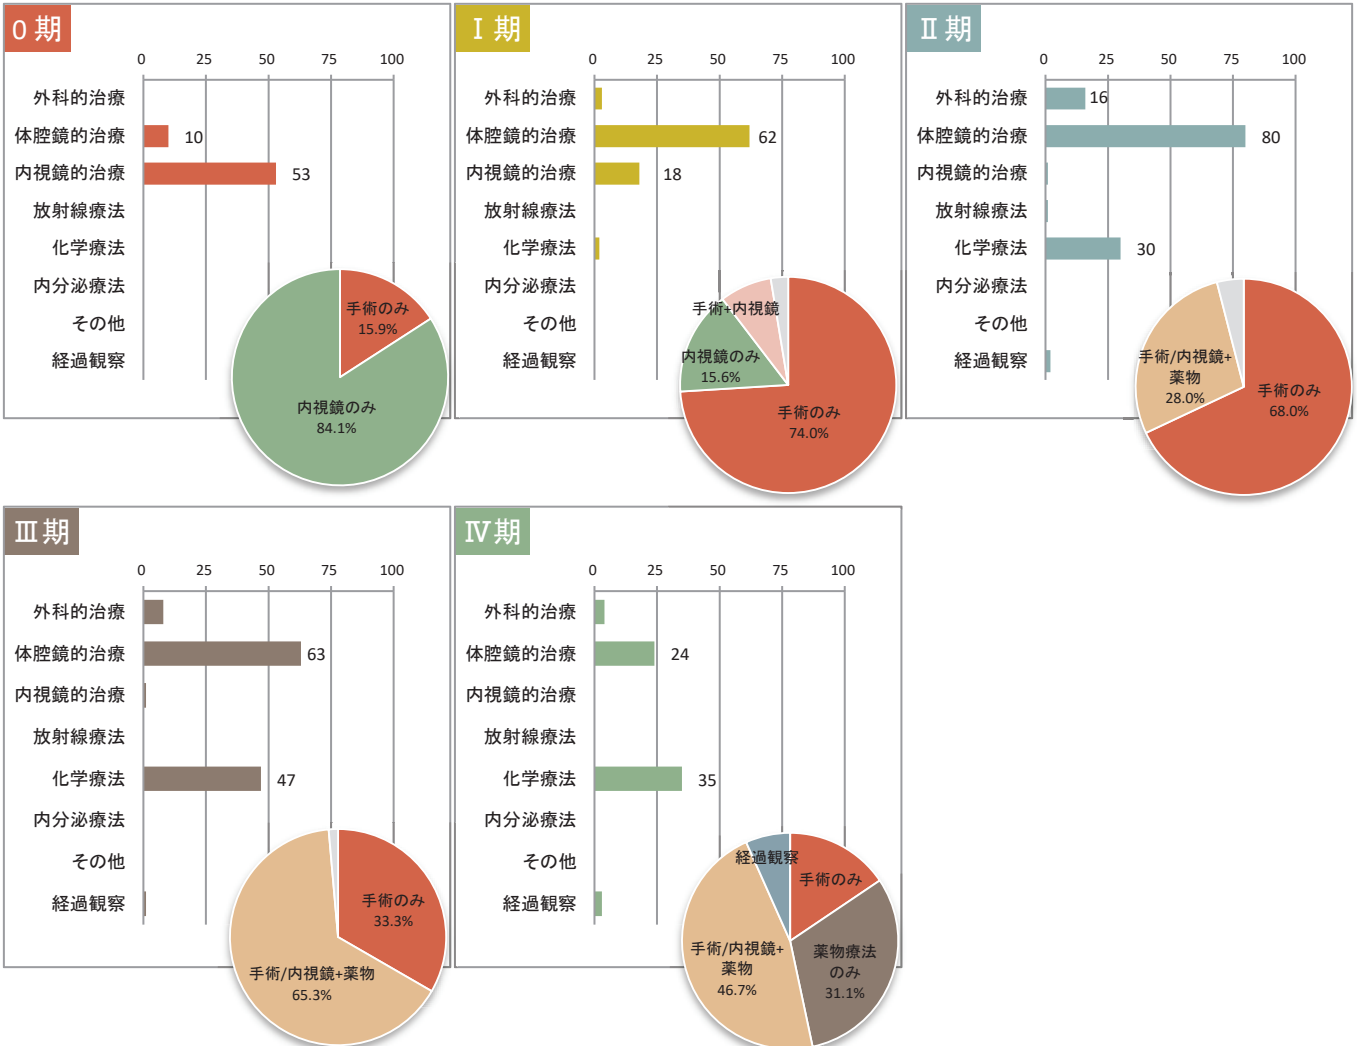 0期
0 25 50 75 100
外科的治療
体腔鏡的治療 10
内視鏡的治療 53
放射線療法
化学療法
内分泌療法
その他
経過観察
手術のみ
15.9%
内視鏡のみ
84.1%
Ⅰ期
0 25 50 75 100
外科的治療
体腔鏡的治療 62
内視鏡的治療 18
放射線療法
化学療法
内分泌療法
その他
経過観察
手術+内視鏡
内視鏡のみ
15.6%
手術のみ
74.0%
Ⅱ期
0 25 50 75 100
外科的治療 16
体腔鏡的治療 80
内視鏡的治療
放射線療法
化学療法 30
内分泌療法
その他
経過観察
手術/内視鏡+
薬物
28.0%
手術のみ
68.0%
Ⅲ期
0 25 50 75 100
外科的治療
体腔鏡的治療 63
内視鏡的治療
放射線療法
化学療法 47
内分泌療法
その他
経過観察
手術のみ
33.3%
手術/内視鏡+薬物
65.3%
Ⅳ期
0 25 50 75 100
外科的治療
体腔鏡的治療 24
内視鏡的治療
放射線療法
化学療法 35
内分泌療法
その他
経過観察
経過観察
手術のみ
手術/内視鏡+
薬物
46.7%
薬物療法
のみ
31.1%